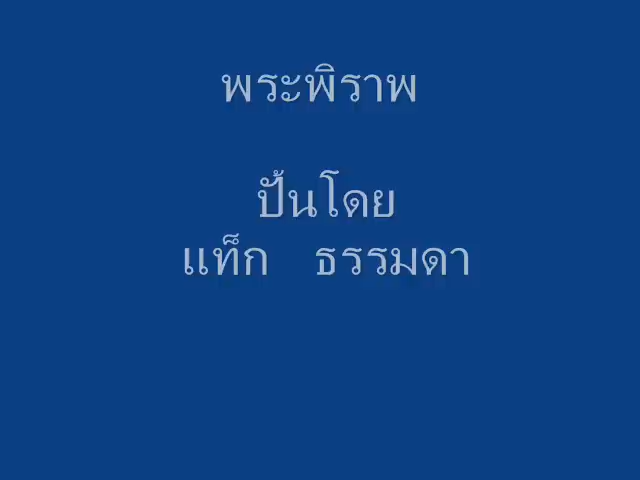 พระพิราพ
ปั้นโดย
แท็ก ธรรมดา